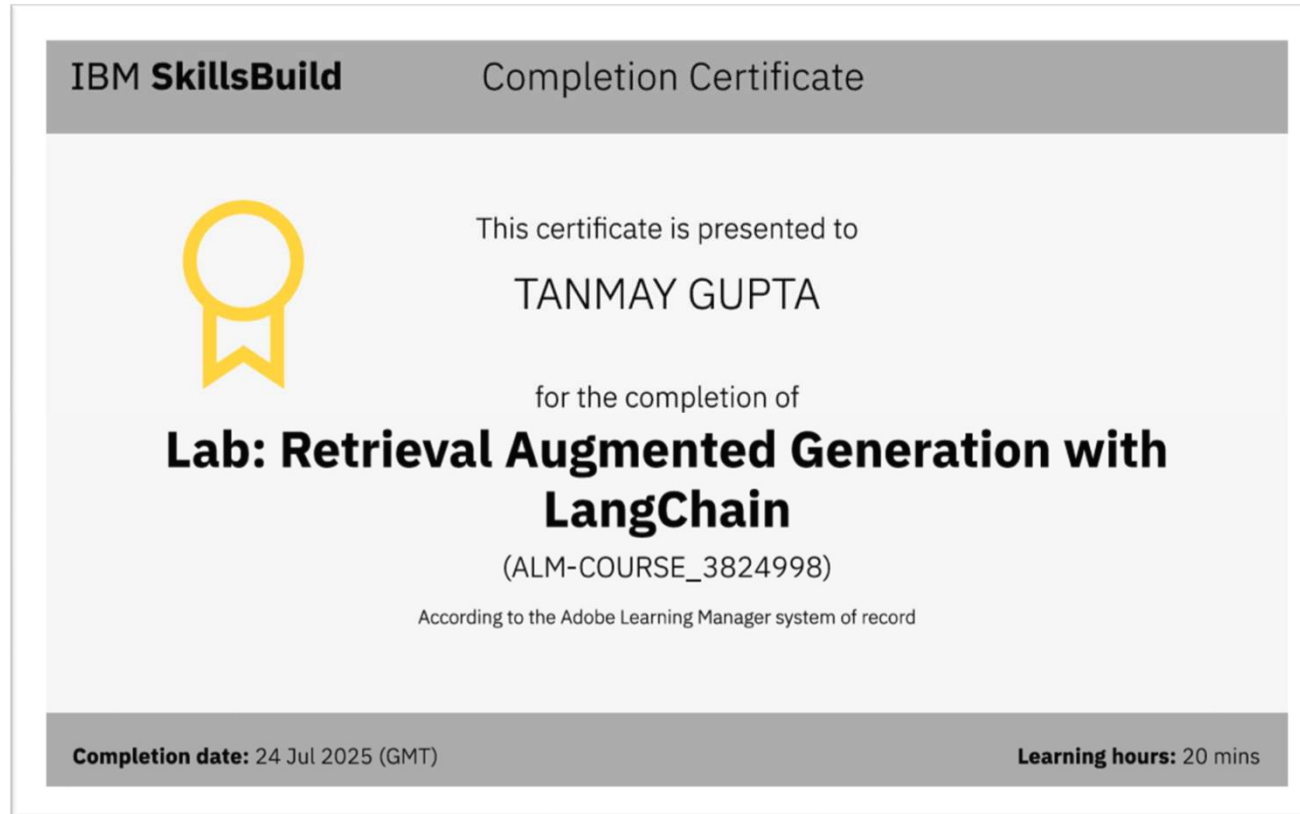 IBM SkillsBuild
Completion Certificate
This certificate is presented to
TANMAY GUPTA
for the completion of
Lab: Retrieval Augmented Generation with
LangChain
(ALM-COURSE_3824998)
According to the Adobe Learning Manager system of record
Completion date: 24 Jul 2025 (GMT)
Learning hours: 20 mins